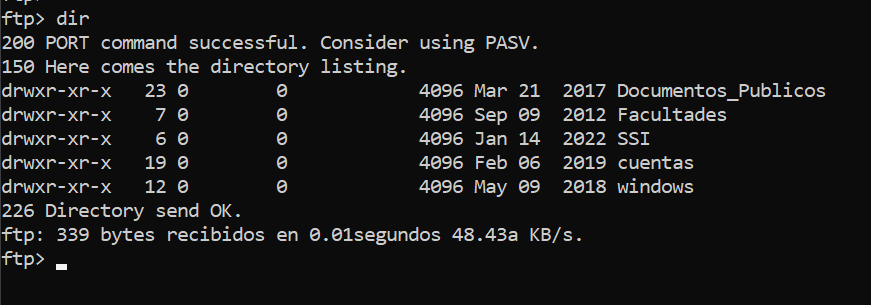 ftp> dir
200 PORT command successful. Consider using PASV.
150 Here comes the directory listing.
drwxr-xr-x   23 0        0            4096 Mar 21  2017 Documentos_Publicos
drwxr-xr-x    7 0        0            4096 Sep 09  2012 Facultades
drwxr-xr-x    6 0        0            4096 Jan 14  2022 SSI
drwxr-xr-x   19 0        0            4096 Feb 06  2019 cuentas
drwxr-xr-x   12 0        0            4096 May 09  2018 windows
226 Directory send OK.
ftp: 339 bytes recibidos en 0.01segundos 48.43a KB/s.
ftp>